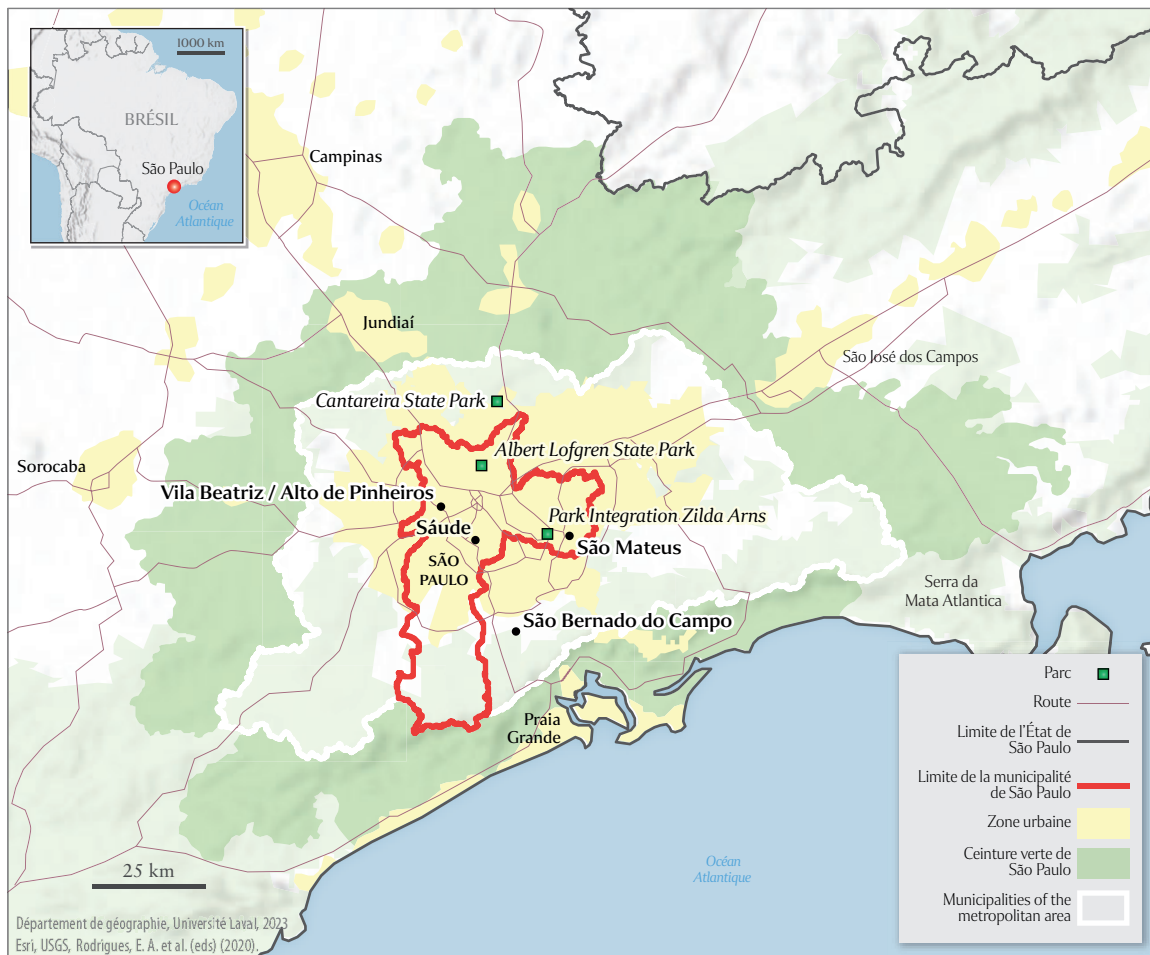 1000 km
BRÉSIL
São Paulo
Océan
Atlantique
Campinas
Jundiaí
São José dos Campos
Cantareira State Park
Albert Lofgren State Park
Sorocaba
Vila Beatriz / Alto de Pinheiros
Park Integration Zilda Arns
Sáude
São Mateus
SÃO
PAULO
Serra da
Mata Atlantica
São Bernado do Campo
Praia
Grande
25 km
Océan
Atlantique
Parc
Route
Limite de l'État de
São Paulo
Limite de la municipalité
de São Paulo
Zone urbaine
Ceinture verte de
São Paulo
Municipalities of the
metropolitan area
Département de géographie, Université Laval, 2023
Esri, USGS, Rodrigues, E. A. et al. (eds) (2020).